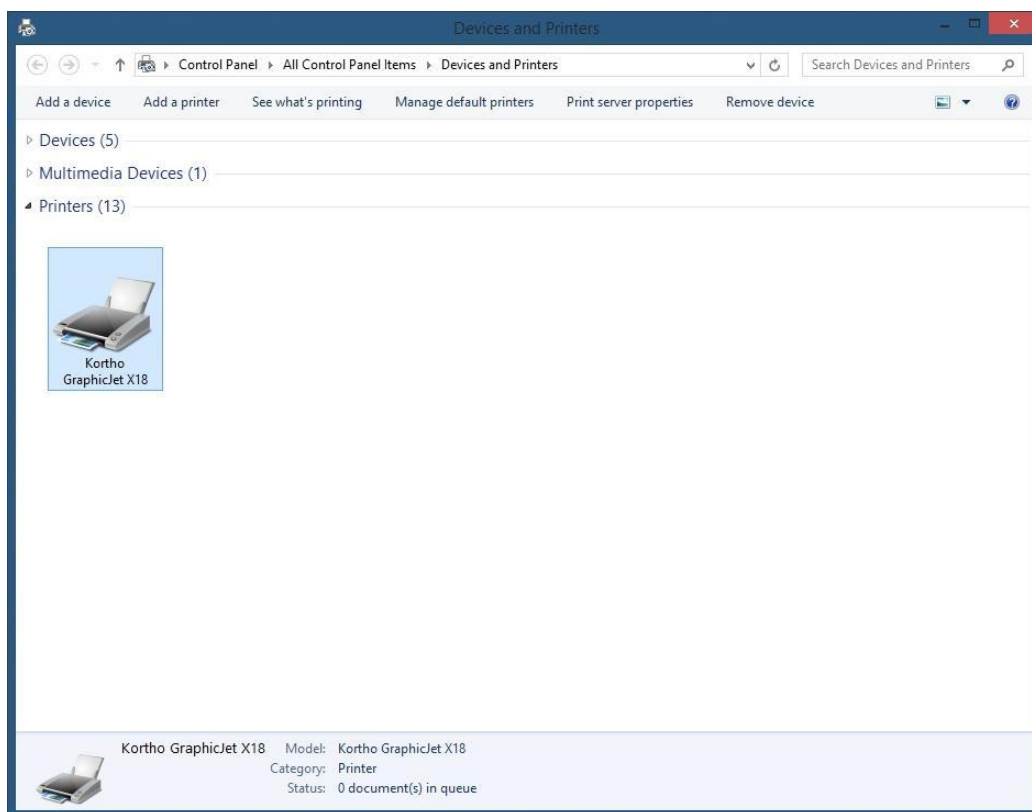 Devices and Printers
Control Panel All Control Panel Items Devices and Printers Search Devices and Printers
Add a device Add a printer See what's printing Manage default printers Print server properties Remove device
Devices (5)
Multimedia Devices (1)
Printers (13)
Kortho
GraphicJet X18
Kortho GraphicJet X18 Model: Kortho GraphicJet X18
Category: Printer
Status: 0 document(s) in queue